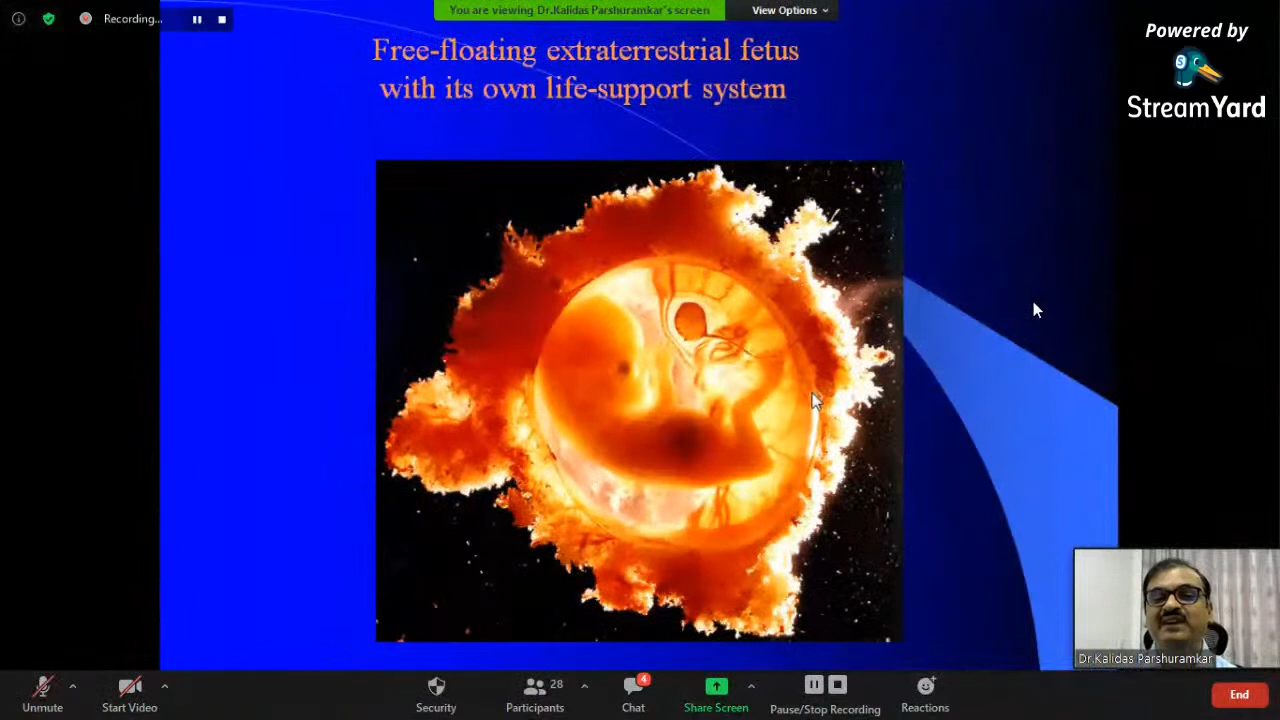 Recording...
You are viewing Dr.Kalidas Parshuramkar's screen
View Options
Powered by
S
StreamYard
Free-floating extraterrestrial fetus
with its own life-support system
Dr.Kalidas Parshuramkar
Unmute
Start Video
Security
28
Participants
4
Chat
Share Screen
Pause/Stop Recording
Reactions
End